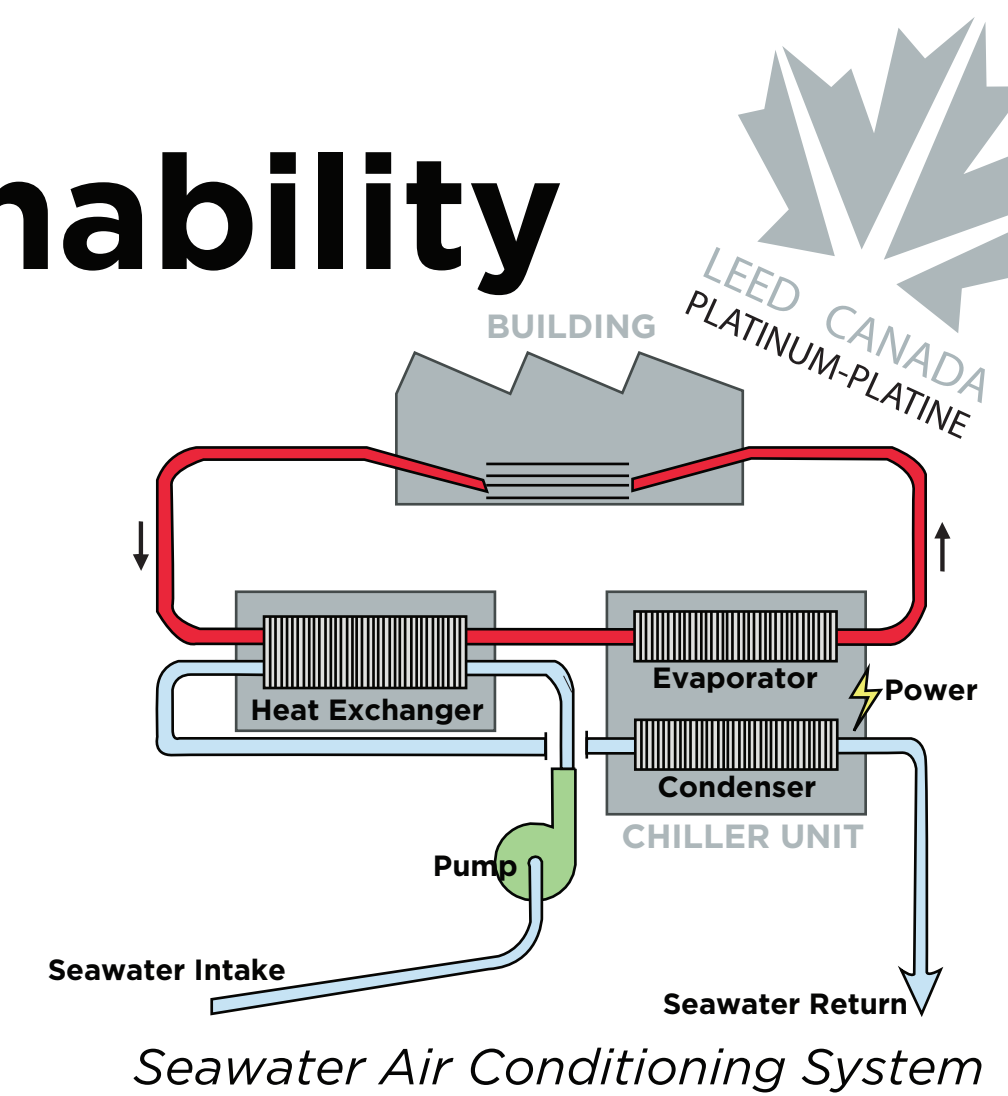 nability
LEED CANADA
PLATINUM-PLATINE
BUILDING
Evaporator
Power
Heat Exchanger
Condenser
CHILLER UNIT
Pump
Seawater Intake
Seawater Return
Seawater Air Conditioning System